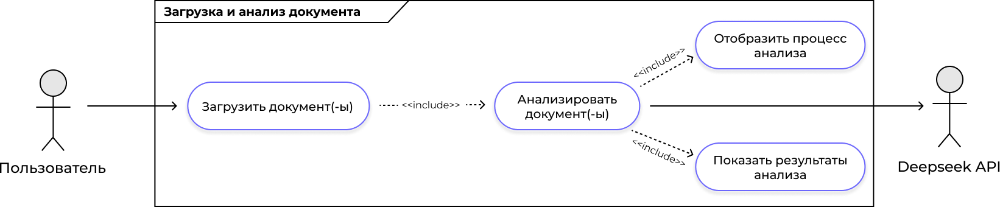 Загрузка и анализ документа
Пользователь
Загрузить документ(-ы)
<<include>>
Анализировать
документ(-ы)
<<include>>
Отобразить процесс
анализа
<<include>>
Показать результаты
анализа
Deepseek API